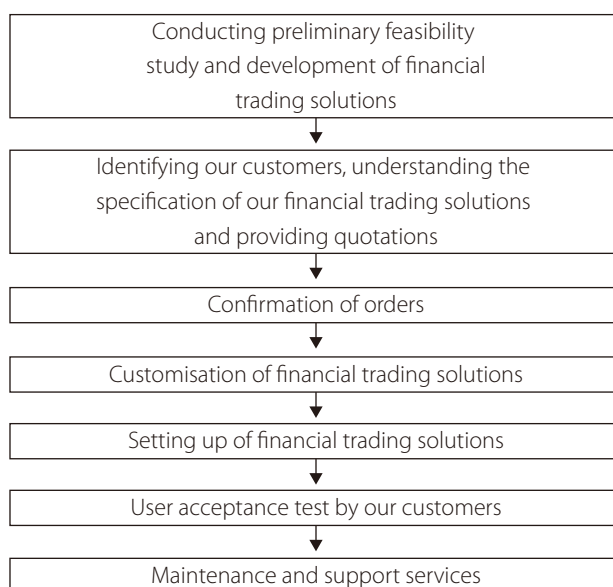 Conducting preliminary feasibility
study and development of financial
trading solutions
Identifying our customers, understanding the
specification of our financial trading solutions
and providing quotations
Confirmation of orders
Customisation of financial trading solutions
Setting up of financial trading solutions
User acceptance test by our customers
Maintenance and support services